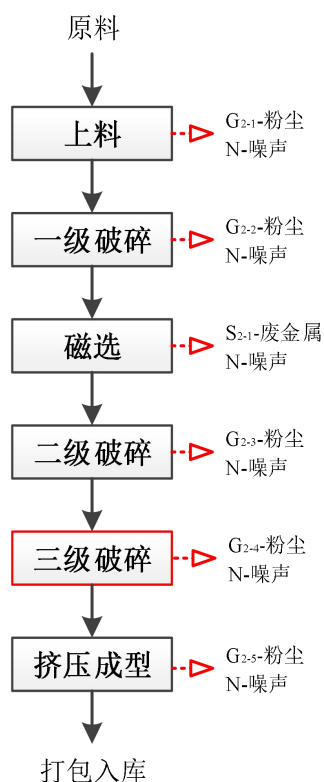 原料
上料
G2-1-粉尘
N-噪声
一级破碎
G2-2-粉尘
N-噪声
磁选
S2-1-废金属
N-噪声
二级破碎
G2-3-粉尘
N-噪声
三级破碎
G2-4-粉尘
N-噪声
挤压成型
G2-5-粉尘
N-噪声
打包入库